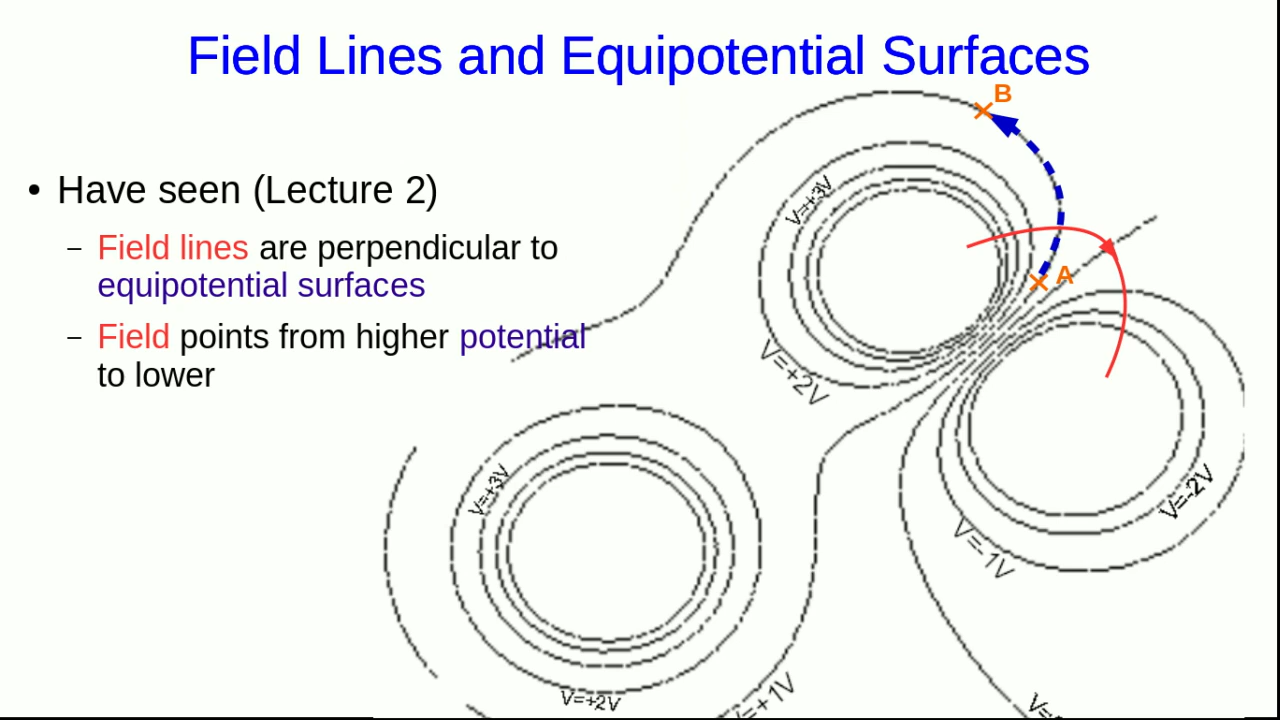 Field Lines and Equipotential Surfaces
B
• Have seen (Lecture 2)
– Field lines are perpendicular to
equipotential surfaces
– Field points from higher potential
to lower
V=+3V
A
V=+2V
V=+3V
V=-2V
V=-1V
V=+2V
V=+1V